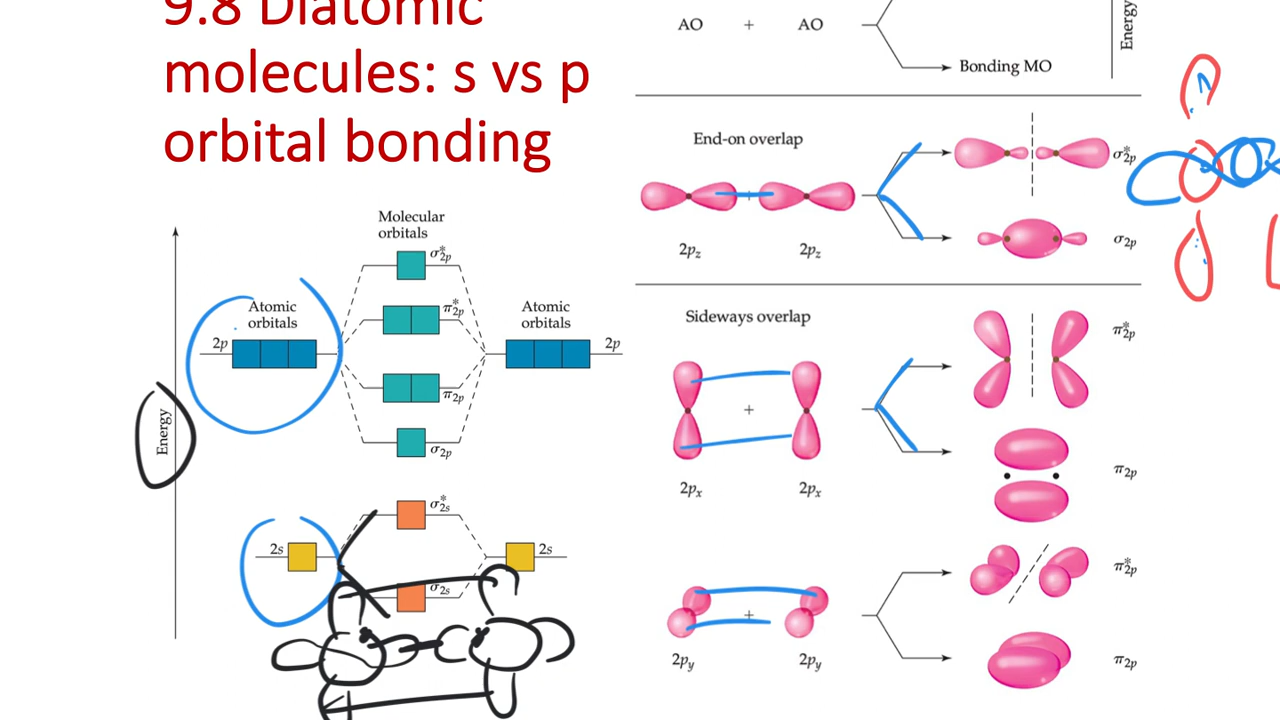 9.8 Diatomic
molecules: s vs p
orbital bonding
AO + AO
Bonding MO
Energy
End-on overlap
2pz 2pz
σ*2p
σ2p
Sideways overlap
+
2px 2px
π*2p
π2p
+
2py 2py
π*2p
π2p
Molecular
orbitals
σ*2p
Atomic
orbitals
Atomic
orbitals
π*2p
2p 2p
π2p
σ2p
Energy
σ*2s
2s 2s
σ2s